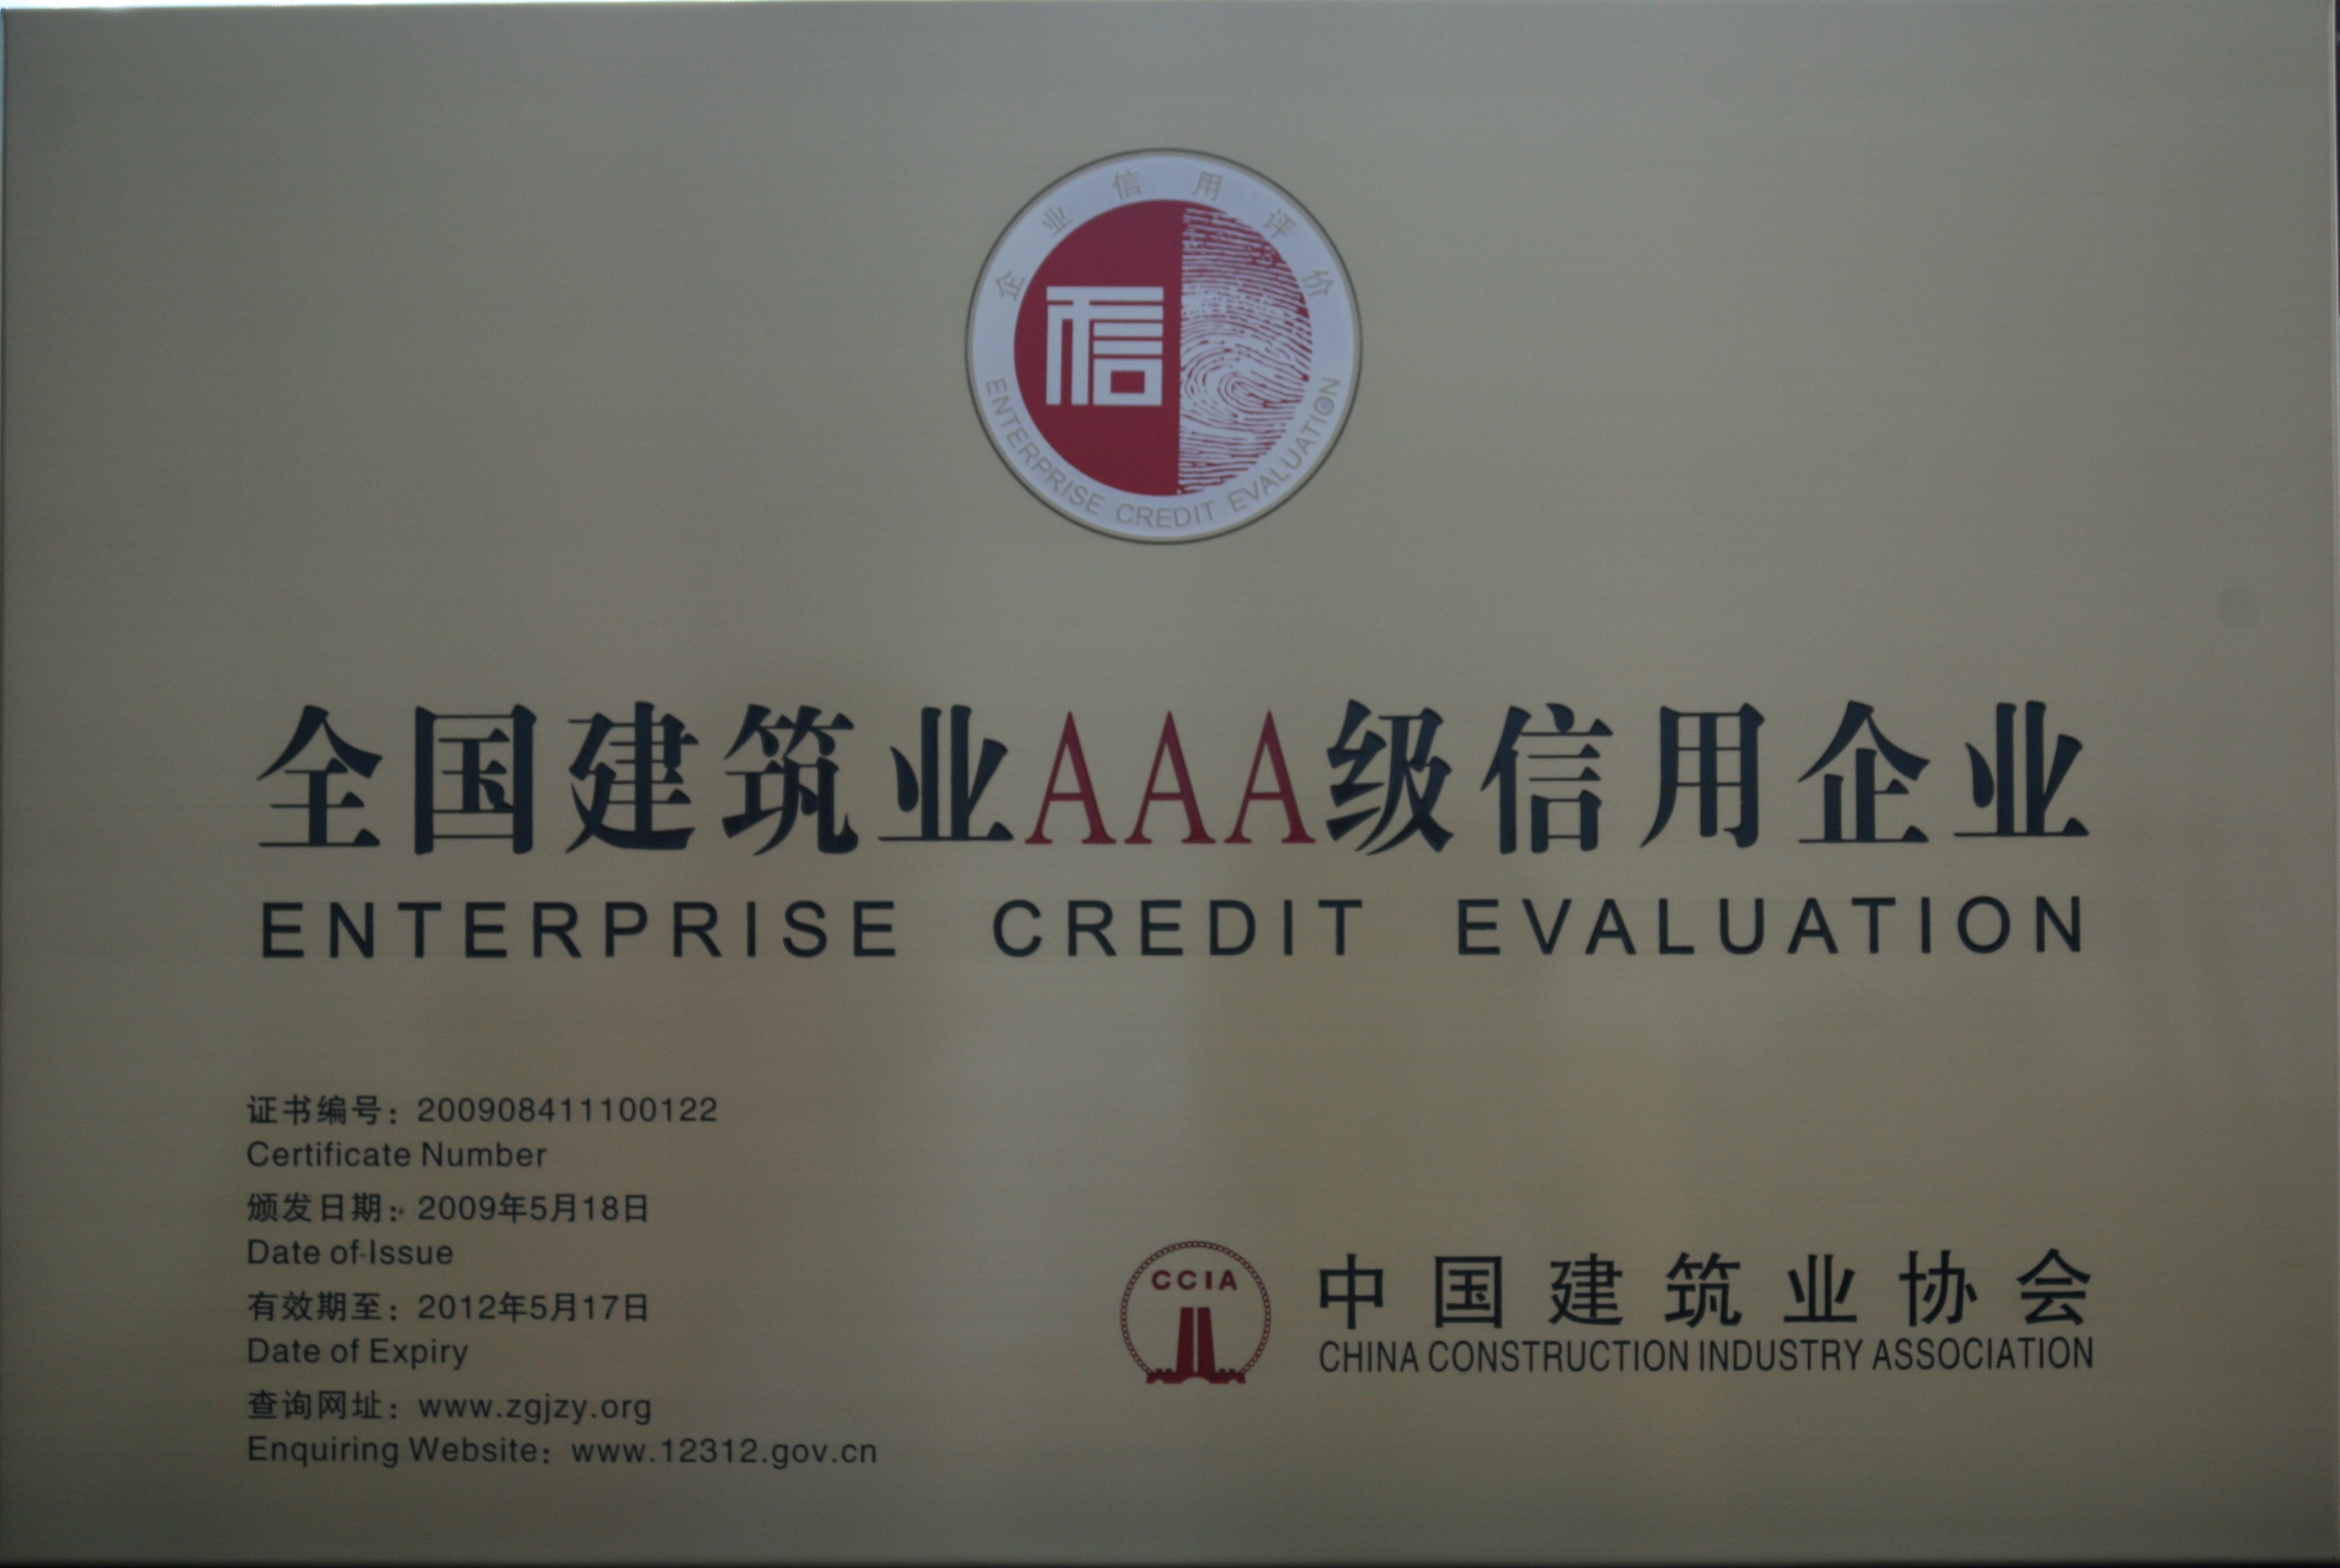 企业信用评价
信
ENTERPRISE CREDIT EVALUATION
全国建筑业AAA级信用企业
ENTERPRISE CREDIT EVALUATION
证书编号：200908411100122
Certificate Number
颁发日期：2009年5月18日
Date of Issue
有效期至：2012年5月17日
Date of Expiry
查询网址：www.zgjzy.org
Enquiring Website：www.12312.gov.cn
CCIA
中国建筑业协会
CHINA CONSTRUCTION INDUSTRY ASSOCIATION